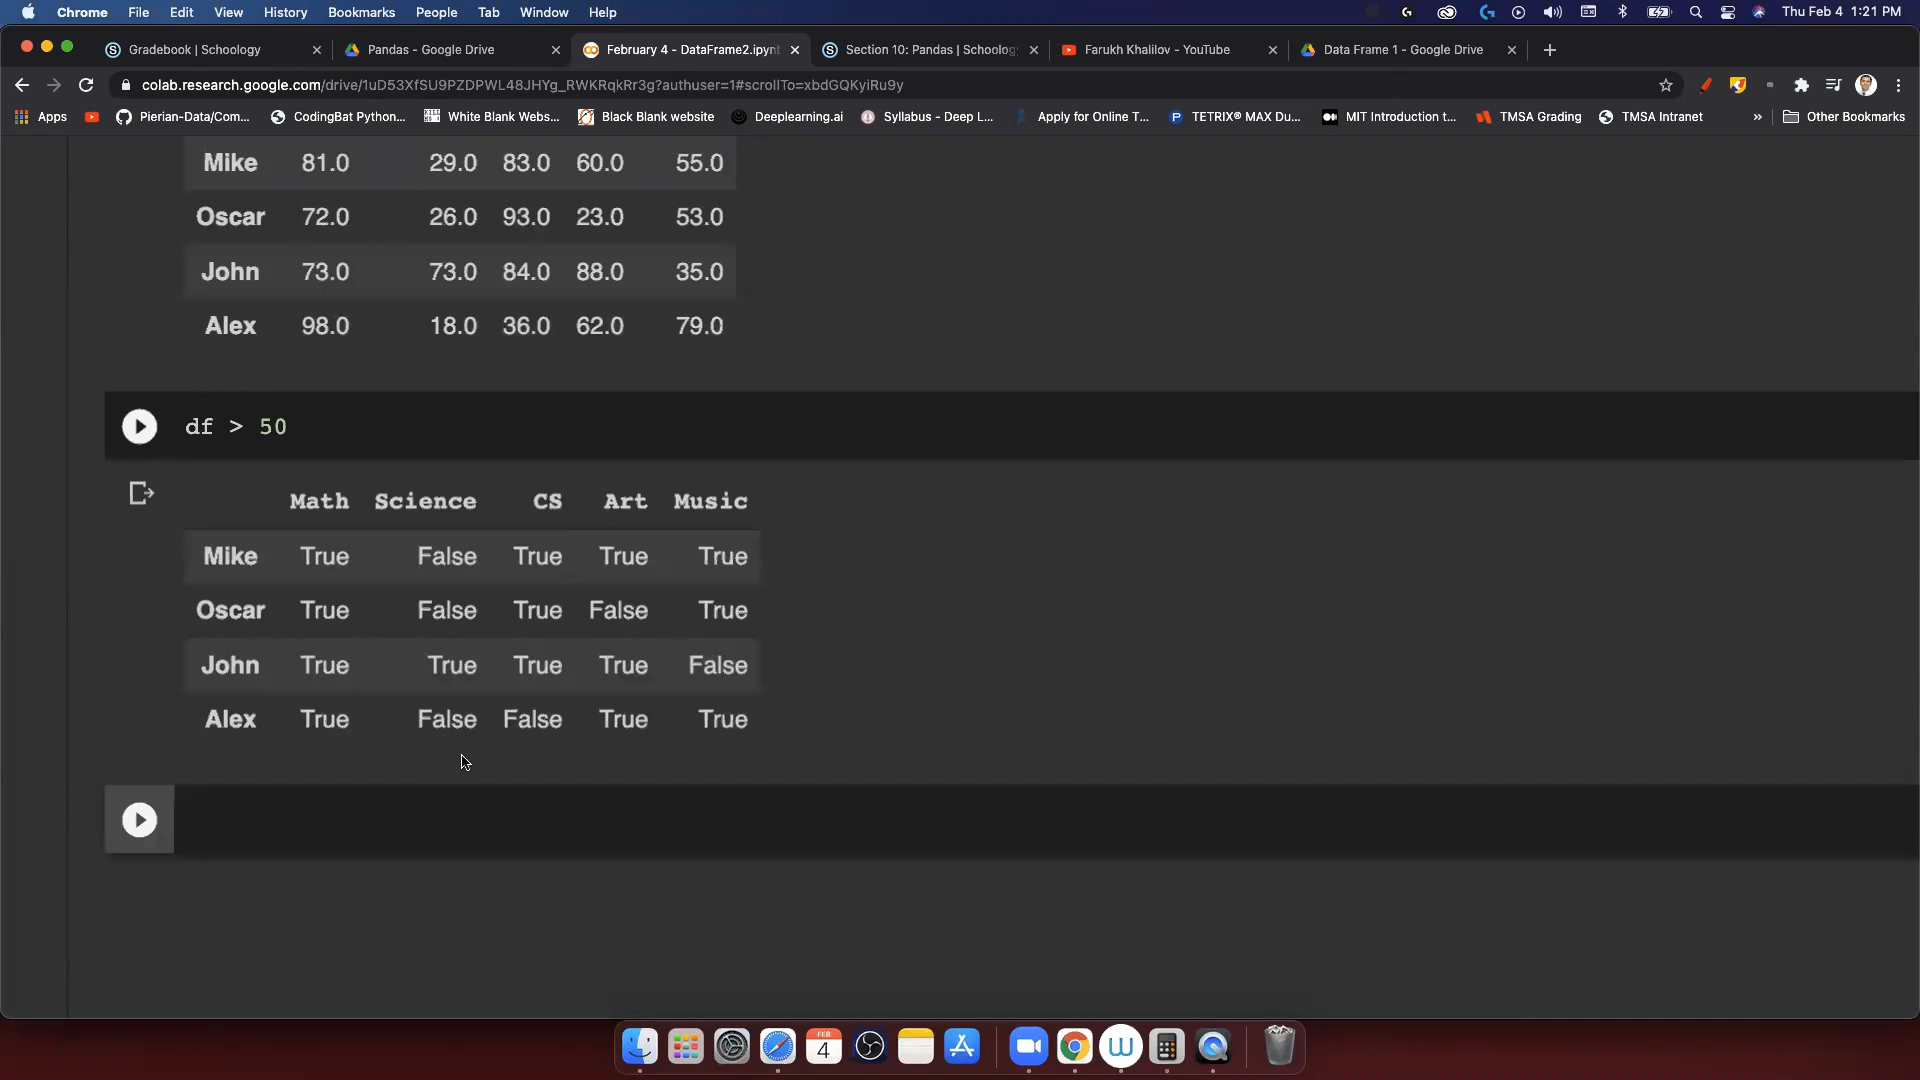 Chrome File Edit View History Bookmarks People Tab Window Help Thu Feb 4 1:21 PM
Gradebook | Schoology Pandas - Google Drive February 4 - DataFrame2.ipynb Section 10: Pandas | Schoology Farukh Khalilov - YouTube Data Frame 1 - Google Drive
colab.research.google.com/drive/1uD53XfSU9PZDPWL48JHYg_RWKRqkRr3g?authuser=1#scrollTo=xbdGQKyiRu9y
Apps Pierian-Data/Com... CodingBat Python... White Blank Webs... Black Blank website Deeplearning.ai Syllabus - Deep L... Apply for Online T... TETRIX® MAX Du... MIT Introduction t... TMSA Grading TMSA Intranet » Other Bookmarks
Mike 81.0 29.0 83.0 60.0 55.0
Oscar 72.0 26.0 93.0 23.0 53.0
John 73.0 73.0 84.0 88.0 35.0
Alex 98.0 18.0 36.0 62.0 79.0
df > 50
Math Science CS Art Music
Mike True False True True True
Oscar True False True False True
John True True True True False
Alex True False False True True
FEB
4